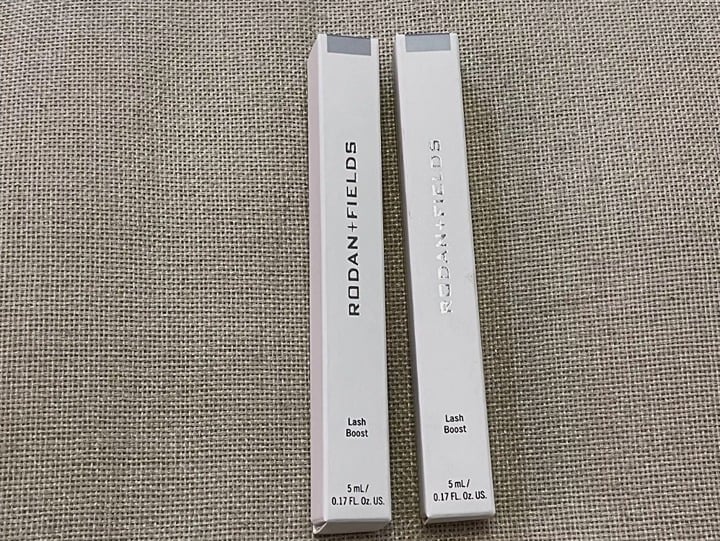 RODAN+FIELDS
Lash
Boost
5 mL/
0.17 FL. Oz. US.
RODAN+FIELDS
Lash
Boost
5 mL/
0.17 FL. Oz. US.